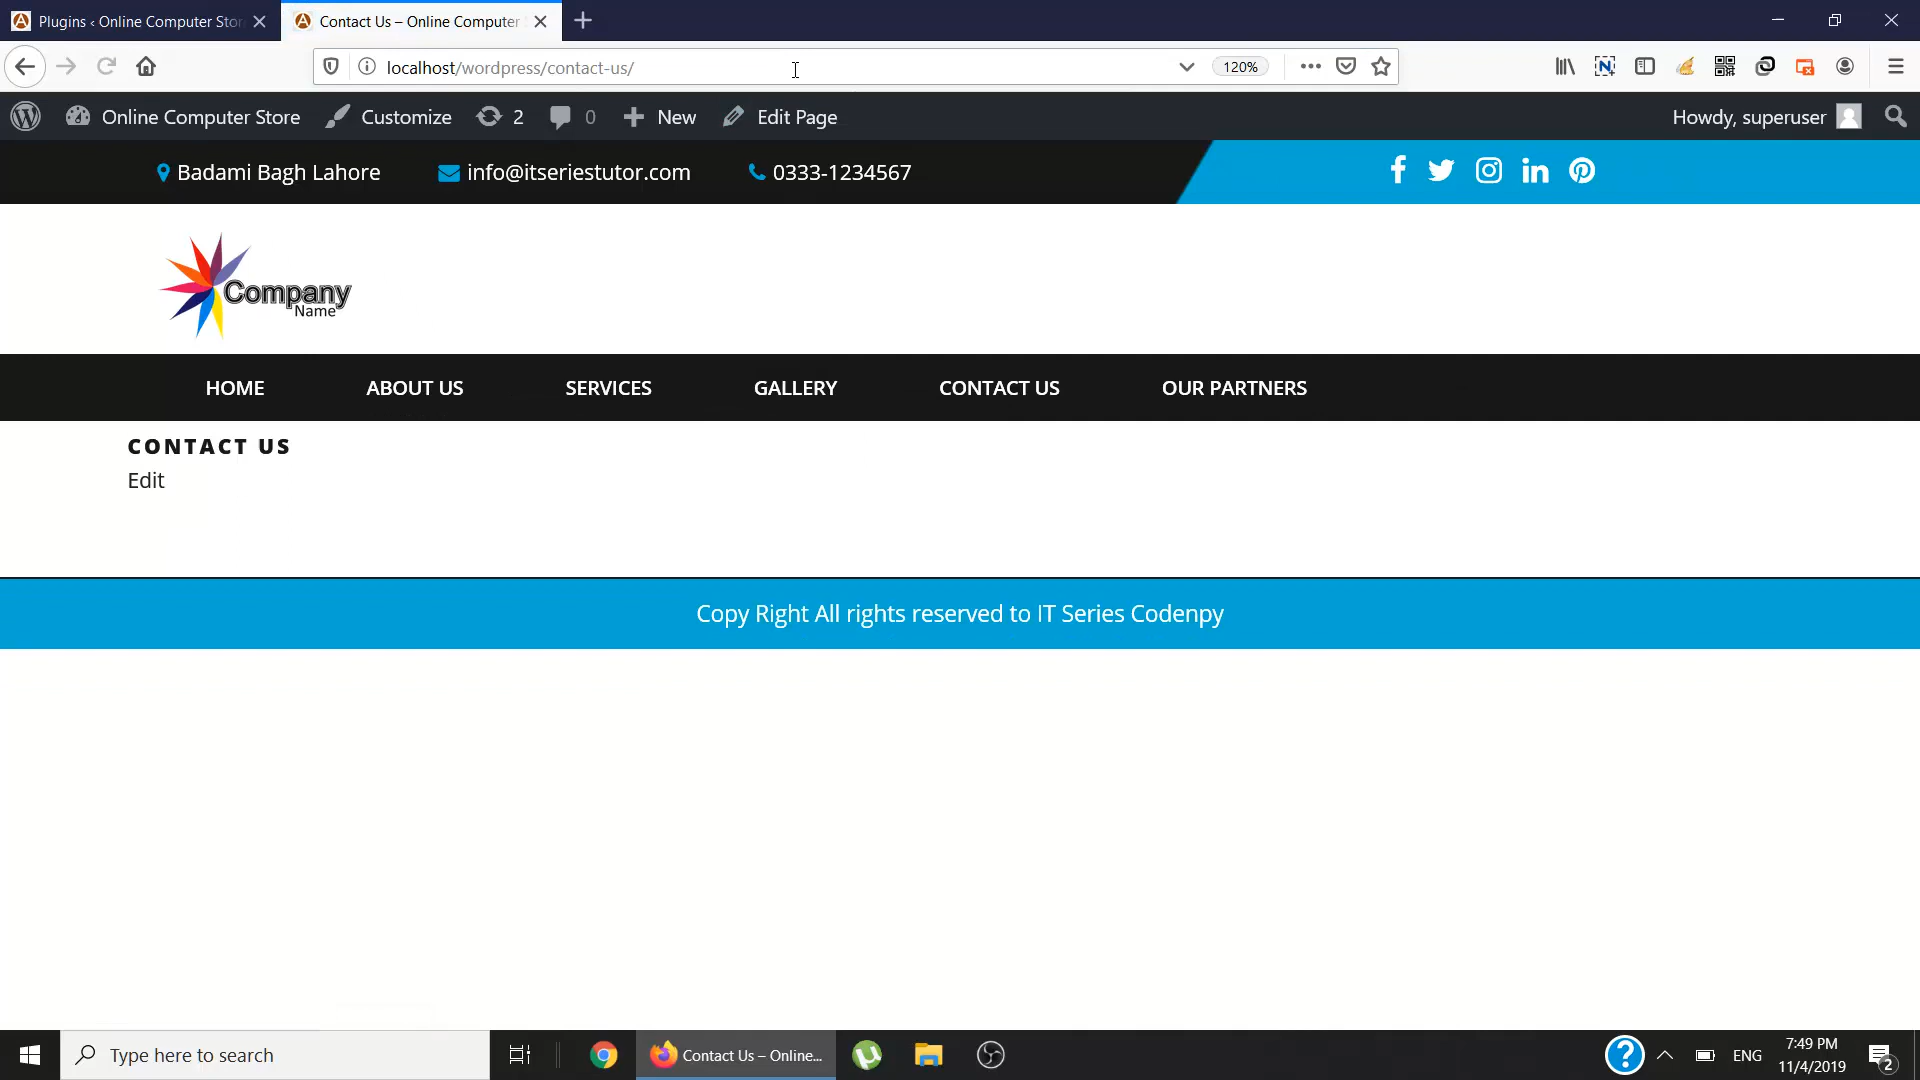 Plugins ‹ Online Computer Stor
Contact Us – Online Computer
localhost/wordpress/contact-us/
120%
Online Computer Store
Customize
2
0
New
Edit Page
Howdy, superuser
Badami Bagh Lahore
info@itseriestutor.com
0333-1234567
Company
Name
HOME
ABOUT US
SERVICES
GALLERY
CONTACT US
OUR PARTNERS
CONTACT US
Edit
Copy Right All rights reserved to IT Series Codenpy
Type here to search
Contact Us – Online...
ENG
7:49 PM
11/4/2019
2